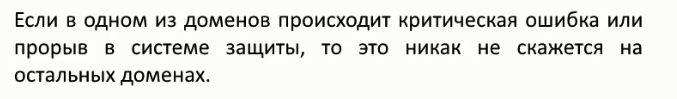 Если в одном из доменов происходит критическая ошибка или
прорыв в системе защиты, то это никак не скажется на
остальных доменах.